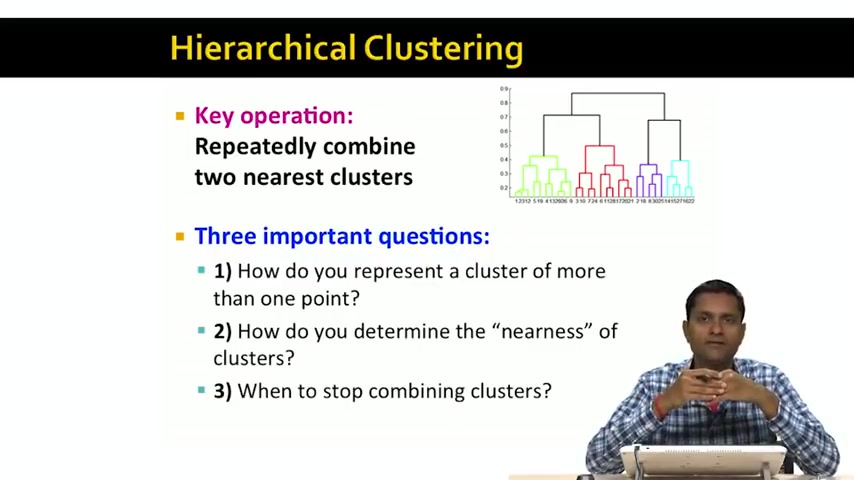 Hierarchical Clustering
Key operation:
Repeatedly combine
two nearest clusters
0.9
0.8
0.7
0.6
0.5
0.4
0.3
0.2
Three important questions:
1) How do you represent a cluster of more
than one point?
2) How do you determine the “nearness” of
clusters?
3) When to stop combining clusters?